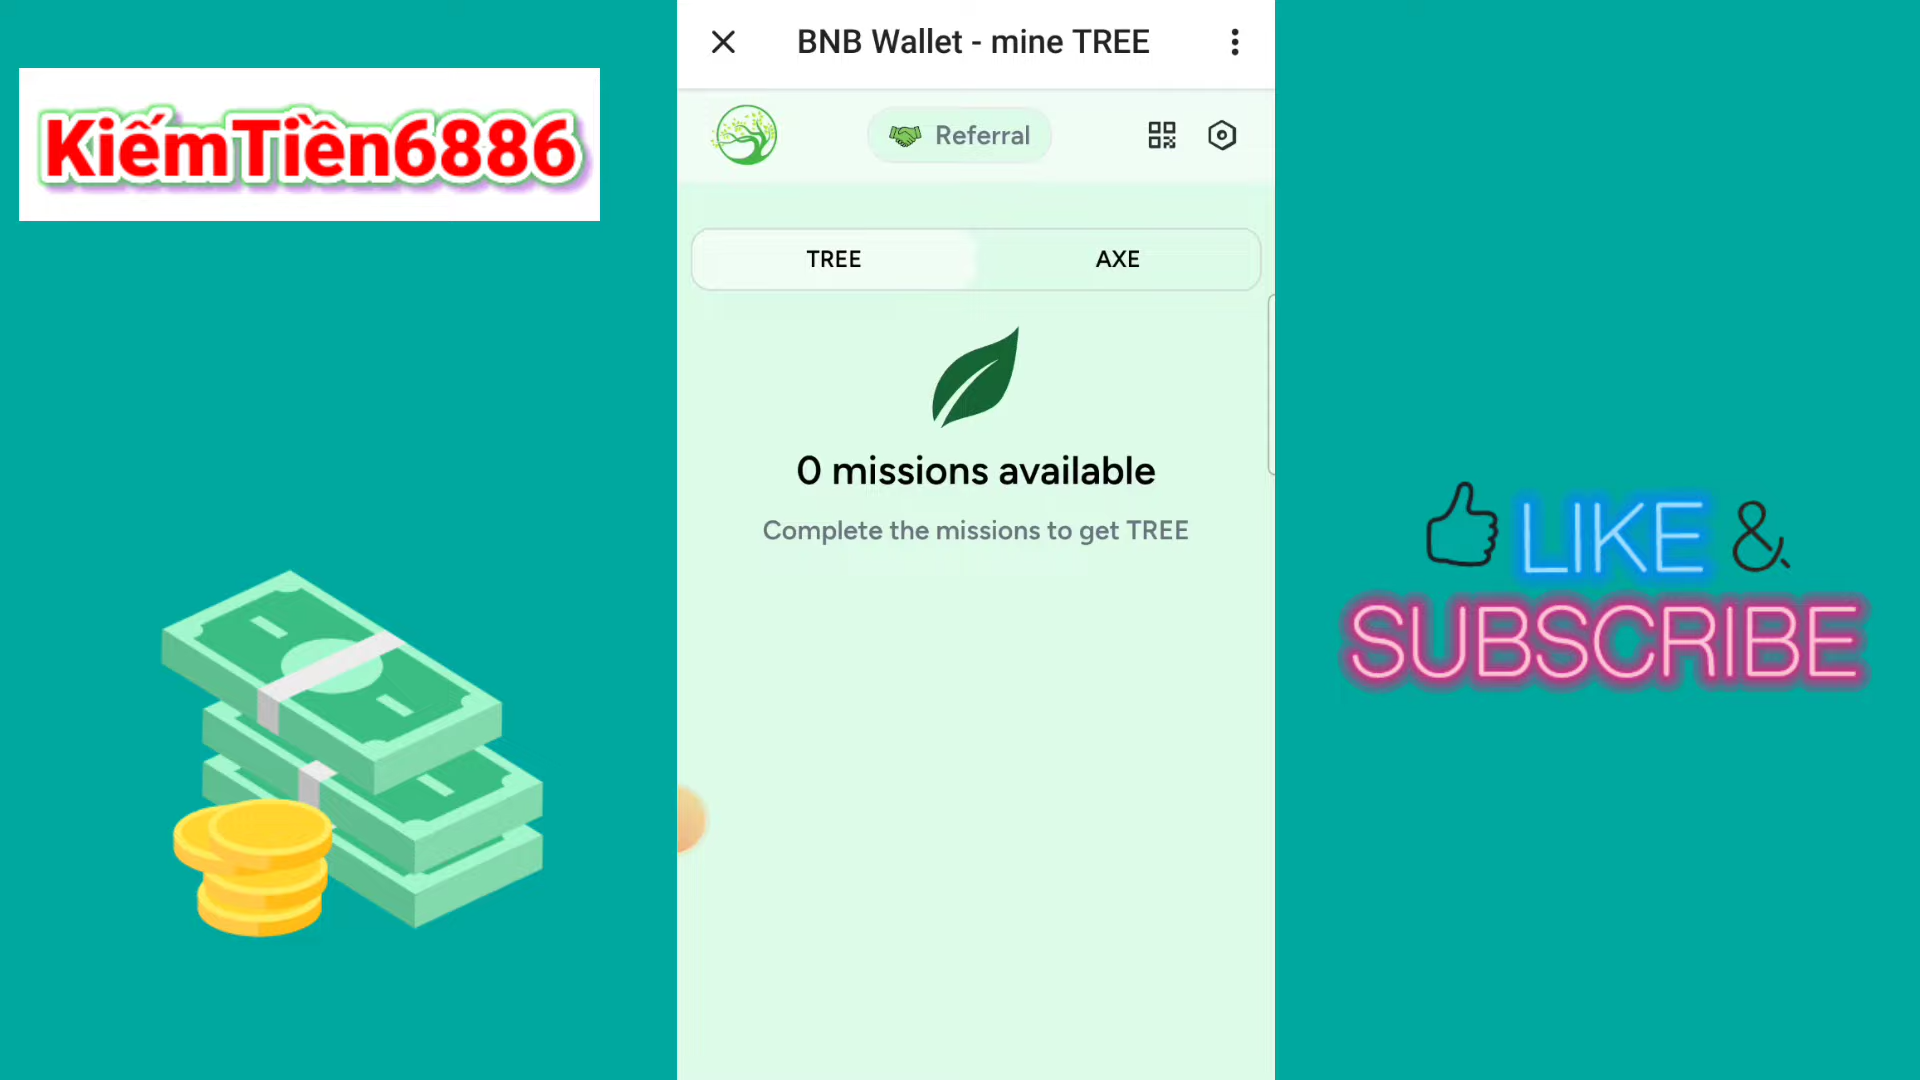 KiếmTiền6886
BNB Wallet - mine TREE
Referral
TREE
AXE
0 missions available
Complete the missions to get TREE
LIKE &
SUBSCRIBE